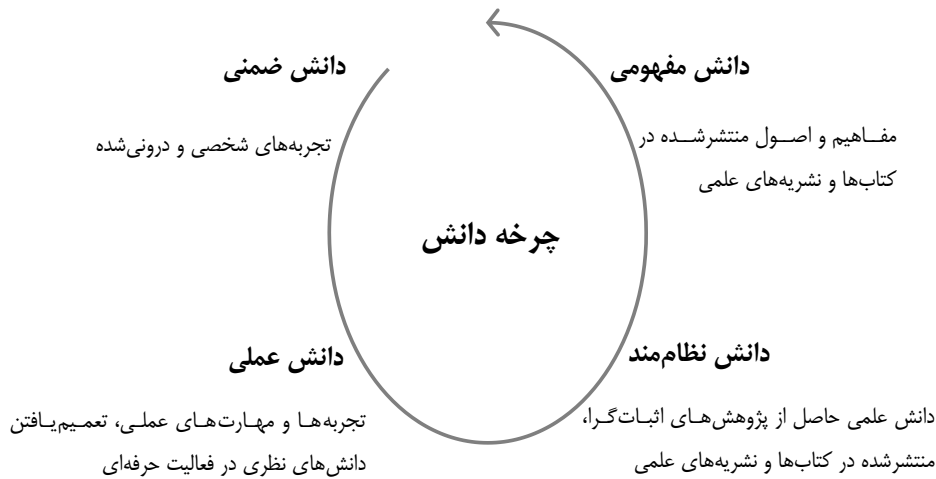 دانش مفهومی
مفاهیم و اصول منتشرشده در
کتاب‌ها و نشریه‌های علمی
دانش ضمنی
تجربه‌های شخصی و درونی‌شده
چرخه دانش
دانش نظام‌مند
دانش علمی حاصل از پژوهش‌های اثبات‌گرا،
منتشرشده در کتاب‌ها و نشریه‌های علمی
دانش عملی
تجربه‌ها و مهارت‌های عملی، تعمیم‌یافتن
دانش‌های نظری در فعالیت حرفه‌ای